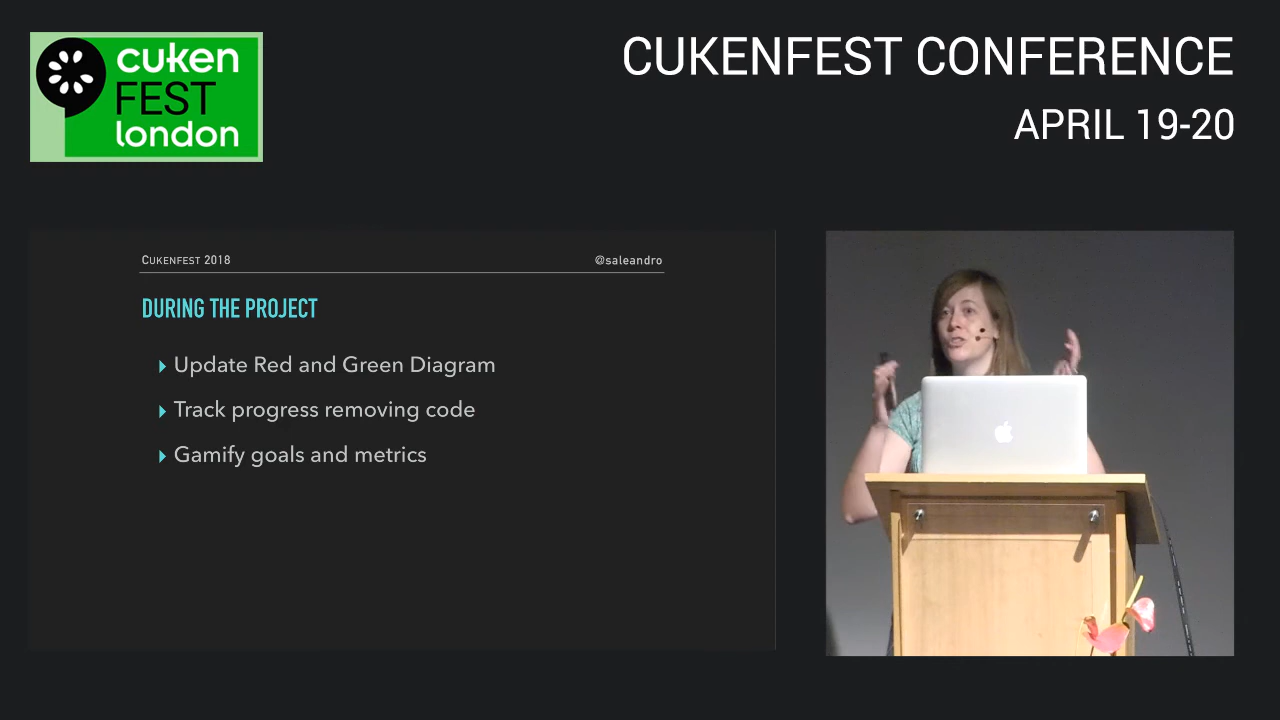 cuken
FEST
london
CUKENFEST CONFERENCE
APRIL 19-20
CUKENFEST 2018
@saleandro
DURING THE PROJECT
Update Red and Green Diagram
Track progress removing code
Gamify goals and metrics